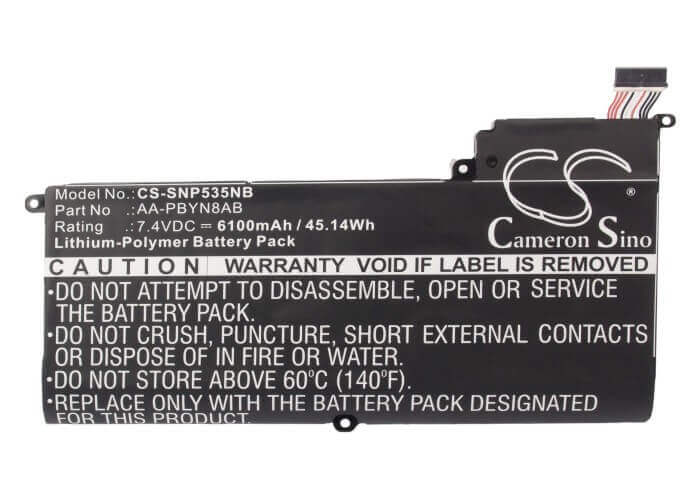 Model No.:CS-SNP535NB
Part No :AA-PBYN8AB
Rating :7.4VDC ⎓ 6100mAh / 45.14Wh
Lithium-Polymer Battery Pack
CS
Cameron Sino
CAUTION WARRANTY VOID IF LABEL IS REMOVED
•DO NOT ATTEMPT TO DISASSEMBLE, OPEN OR SERVICE
THE BATTERY PACK.
•DO NOT CRUSH, PUNCTURE, SHORT EXTERNAL CONTACTS
OR DISPOSE OF IN FIRE OR WATER.
•DO NOT STORE ABOVE 60°C (140°F).
•REPLACE ONLY WITH THE BATTERY PACK DESIGNATED
FOR THIS EQUIPMENT.